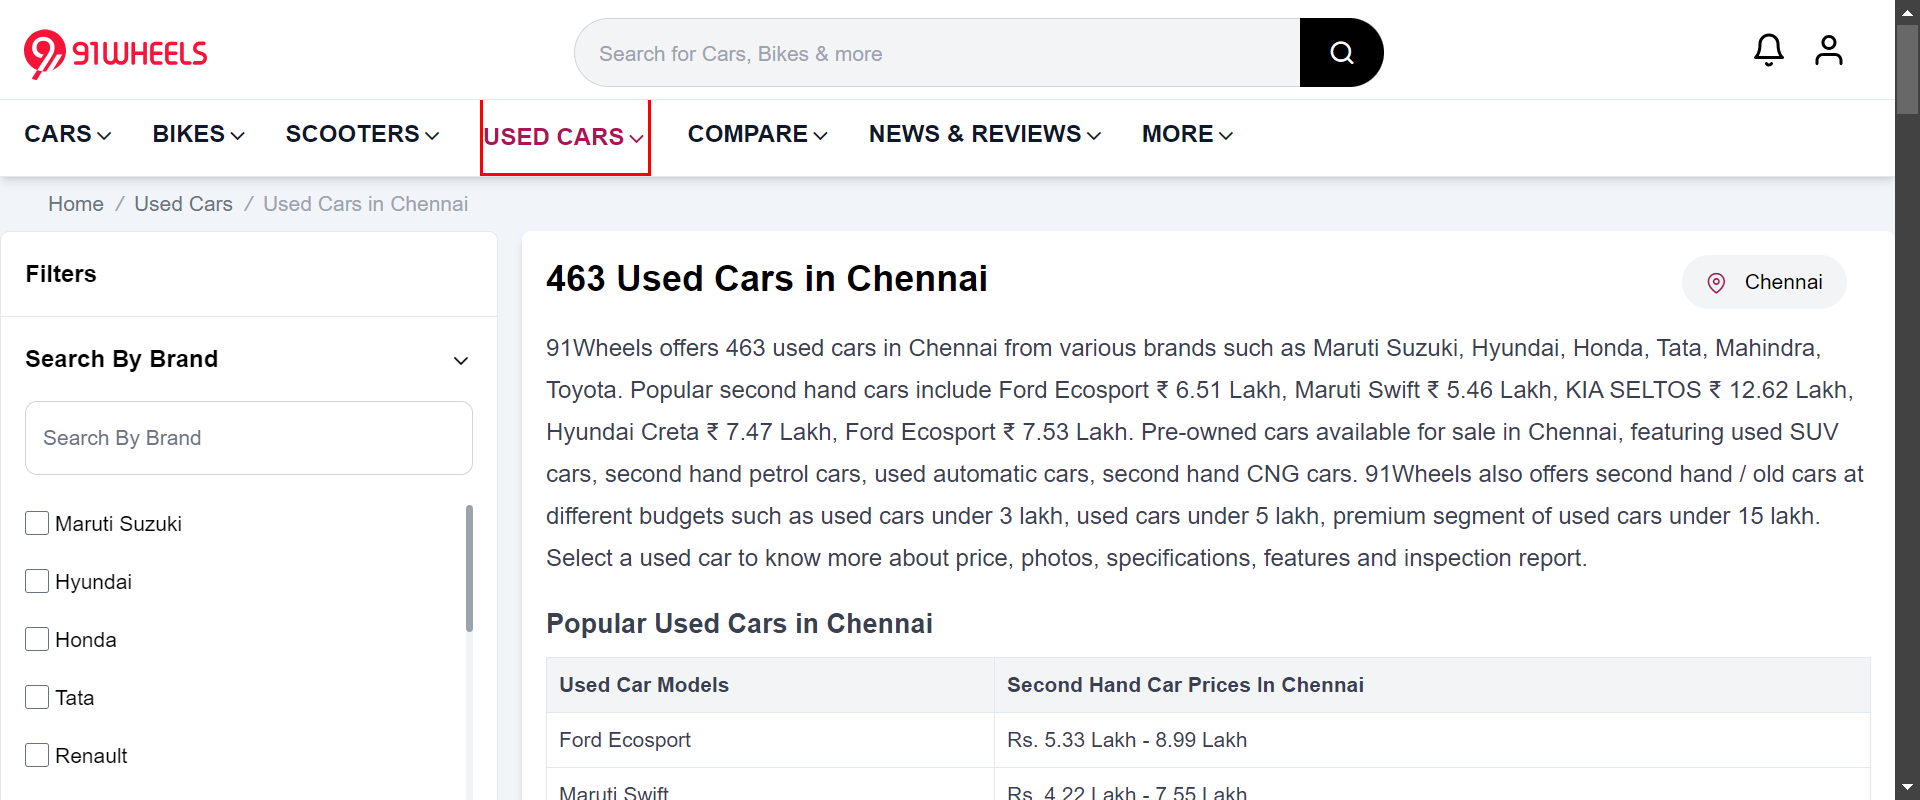 91WHEELS
Search for Cars, Bikes & more
CARS BIKES SCOOTERS USED CARS COMPARE NEWS & REVIEWS MORE
Home / Used Cars / Used Cars in Chennai
Filters
Search By Brand
Search By Brand
Maruti Suzuki
Hyundai
Honda
Tata
Renault
463 Used Cars in Chennai
Chennai
91Wheels offers 463 used cars in Chennai from various brands such as Maruti Suzuki, Hyundai, Honda, Tata, Mahindra,
Toyota. Popular second hand cars include Ford Ecosport ₹ 6.51 Lakh, Maruti Swift ₹ 5.46 Lakh, KIA SELTOS ₹ 12.62 Lakh,
Hyundai Creta ₹ 7.47 Lakh, Ford Ecosport ₹ 7.53 Lakh. Pre-owned cars available for sale in Chennai, featuring used SUV
cars, second hand petrol cars, used automatic cars, second hand CNG cars. 91Wheels also offers second hand / old cars at
different budgets such as used cars under 3 lakh, used cars under 5 lakh, premium segment of used cars under 15 lakh.
Select a used car to know more about price, photos, specifications, features and inspection report.
Popular Used Cars in Chennai
Used Car Models Second Hand Car Prices In Chennai
Ford Ecosport Rs. 5.33 Lakh - 8.99 Lakh
Maruti Swift Rs. 4.22 Lakh - 7.55 Lakh